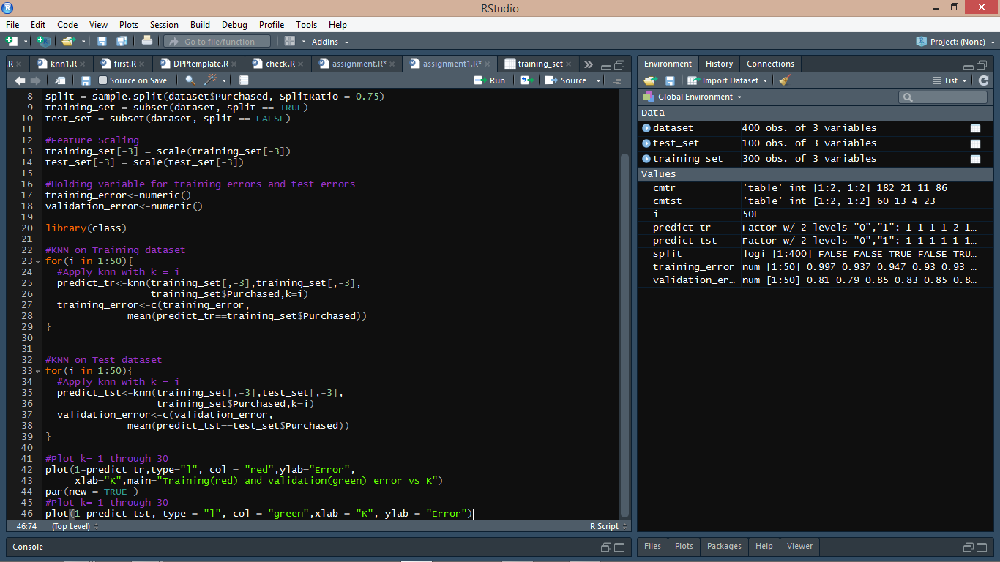 RStudio
File Edit Code View Plots Session Build Debug Profile Tools Help
Go to file/function Addins Project: (None)
.R knn1.R first.R DPPtemplate.R check.R assignment.R* assignment1.R* training_set
Source on Save Run Source
8 split = sample.split(dataset$Purchased, SplitRatio = 0.75)
9 training_set = subset(dataset, split == TRUE)
10 test_set = subset(dataset, split == FALSE)
11
12 #Feature Scaling
13 training_set[-3] = scale(training_set[-3])
14 test_set[-3] = scale(test_set[-3])
15
16 #Holding variable for training errors and test errors
17 training_error<-numeric()
18 validation_error<-numeric()
19
20 library(class)
21
22 #KNN on Training dataset
23 for(i in 1:50){
24 #Apply knn with k = i
25 predict_tr<-knn(training_set[,-3],training_set[,-3],
26 training_set$Purchased,k=i)
27 training_error<-c(training_error,
28 mean(predict_tr==training_set$Purchased))
29 }
30
31
32 #KNN on Test dataset
33 for(i in 1:50){
34 #Apply knn with k = i
35 predict_tst<-knn(training_set[,-3],test_set[,-3],
36 training_set$Purchased,k=i)
37 validation_error<-c(validation_error,
38 mean(predict_tst==test_set$Purchased))
39 }
40
41 #Plot k= 1 through 30
42 plot(1-predict_tr,type="l", col = "red",ylab="Error",
43 xlab="K",main="Training(red) and validation(green) error vs K")
44 par(new = TRUE )
45 #Plot k= 1 through 30
46 plot(1-predict_tst, type = "l", col = "green",xlab = "K", ylab = "Error")
46:74 (Top Level) R Script
Console
Environment History Connections
Import Dataset List
Global Environment
Data
dataset 400 obs. of 3 variables
test_set 100 obs. of 3 variables
training_set 300 obs. of 3 variables
Values
cmtr 'table' int [1:2, 1:2] 182 21 11 86
cmtst 'table' int [1:2, 1:2] 60 13 4 23
i 50L
predict_tr Factor w/ 2 levels "0","1": 1 1 1 1 2 1…
predict_tst Factor w/ 2 levels "0","1": 1 1 1 1 1 1…
split logi [1:400] FALSE FALSE TRUE FALSE TRU…
training_error num [1:50] 0.997 0.937 0.947 0.93 0.93 …
validation_er… num [1:50] 0.81 0.79 0.85 0.83 0.85 0.8…
Files Plots Packages Help Viewer